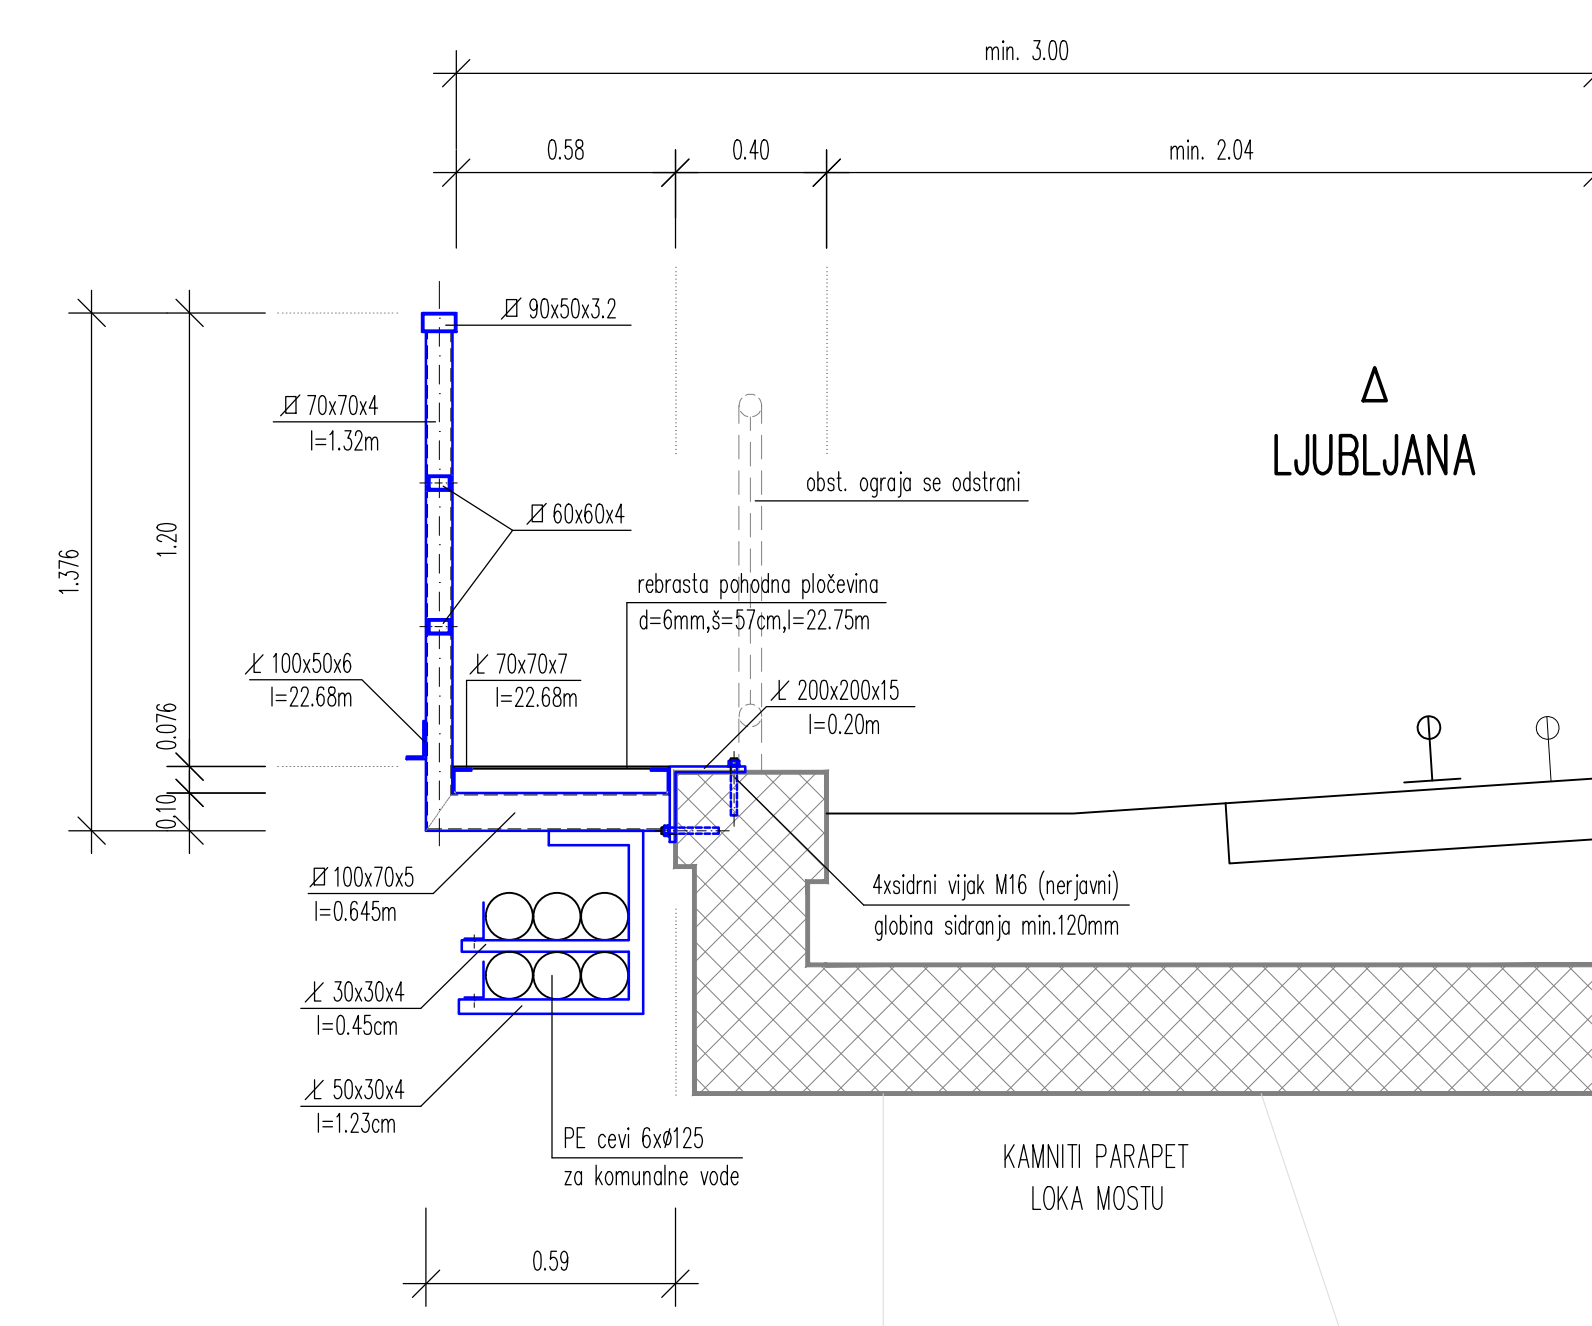 min. 3.00
0.58
0.40
min. 2.04
90x50x3.2
70x70x4
l=1.32m
LJUBLJANA
obst. ograja se odstrani
60x60x4
1.20
1.376
rebrasta pohodna pločevina
d=6mm,š=57cm,l=22.75m
100x50x6
l=22.68m
70x70x7
l=22.68m
200x200x15
l=0.20m
0.076
0.10
100x70x5
l=0.645m
4xsidrni vijak M16 (nerjavni)
globina sidranja min.120mm
30x30x4
l=0.45cm
50x30x4
l=1.23cm
PE cevi 6xø125
za komunalne vode
KAMNITI PARAPET
LOKA MOSTU
0.59